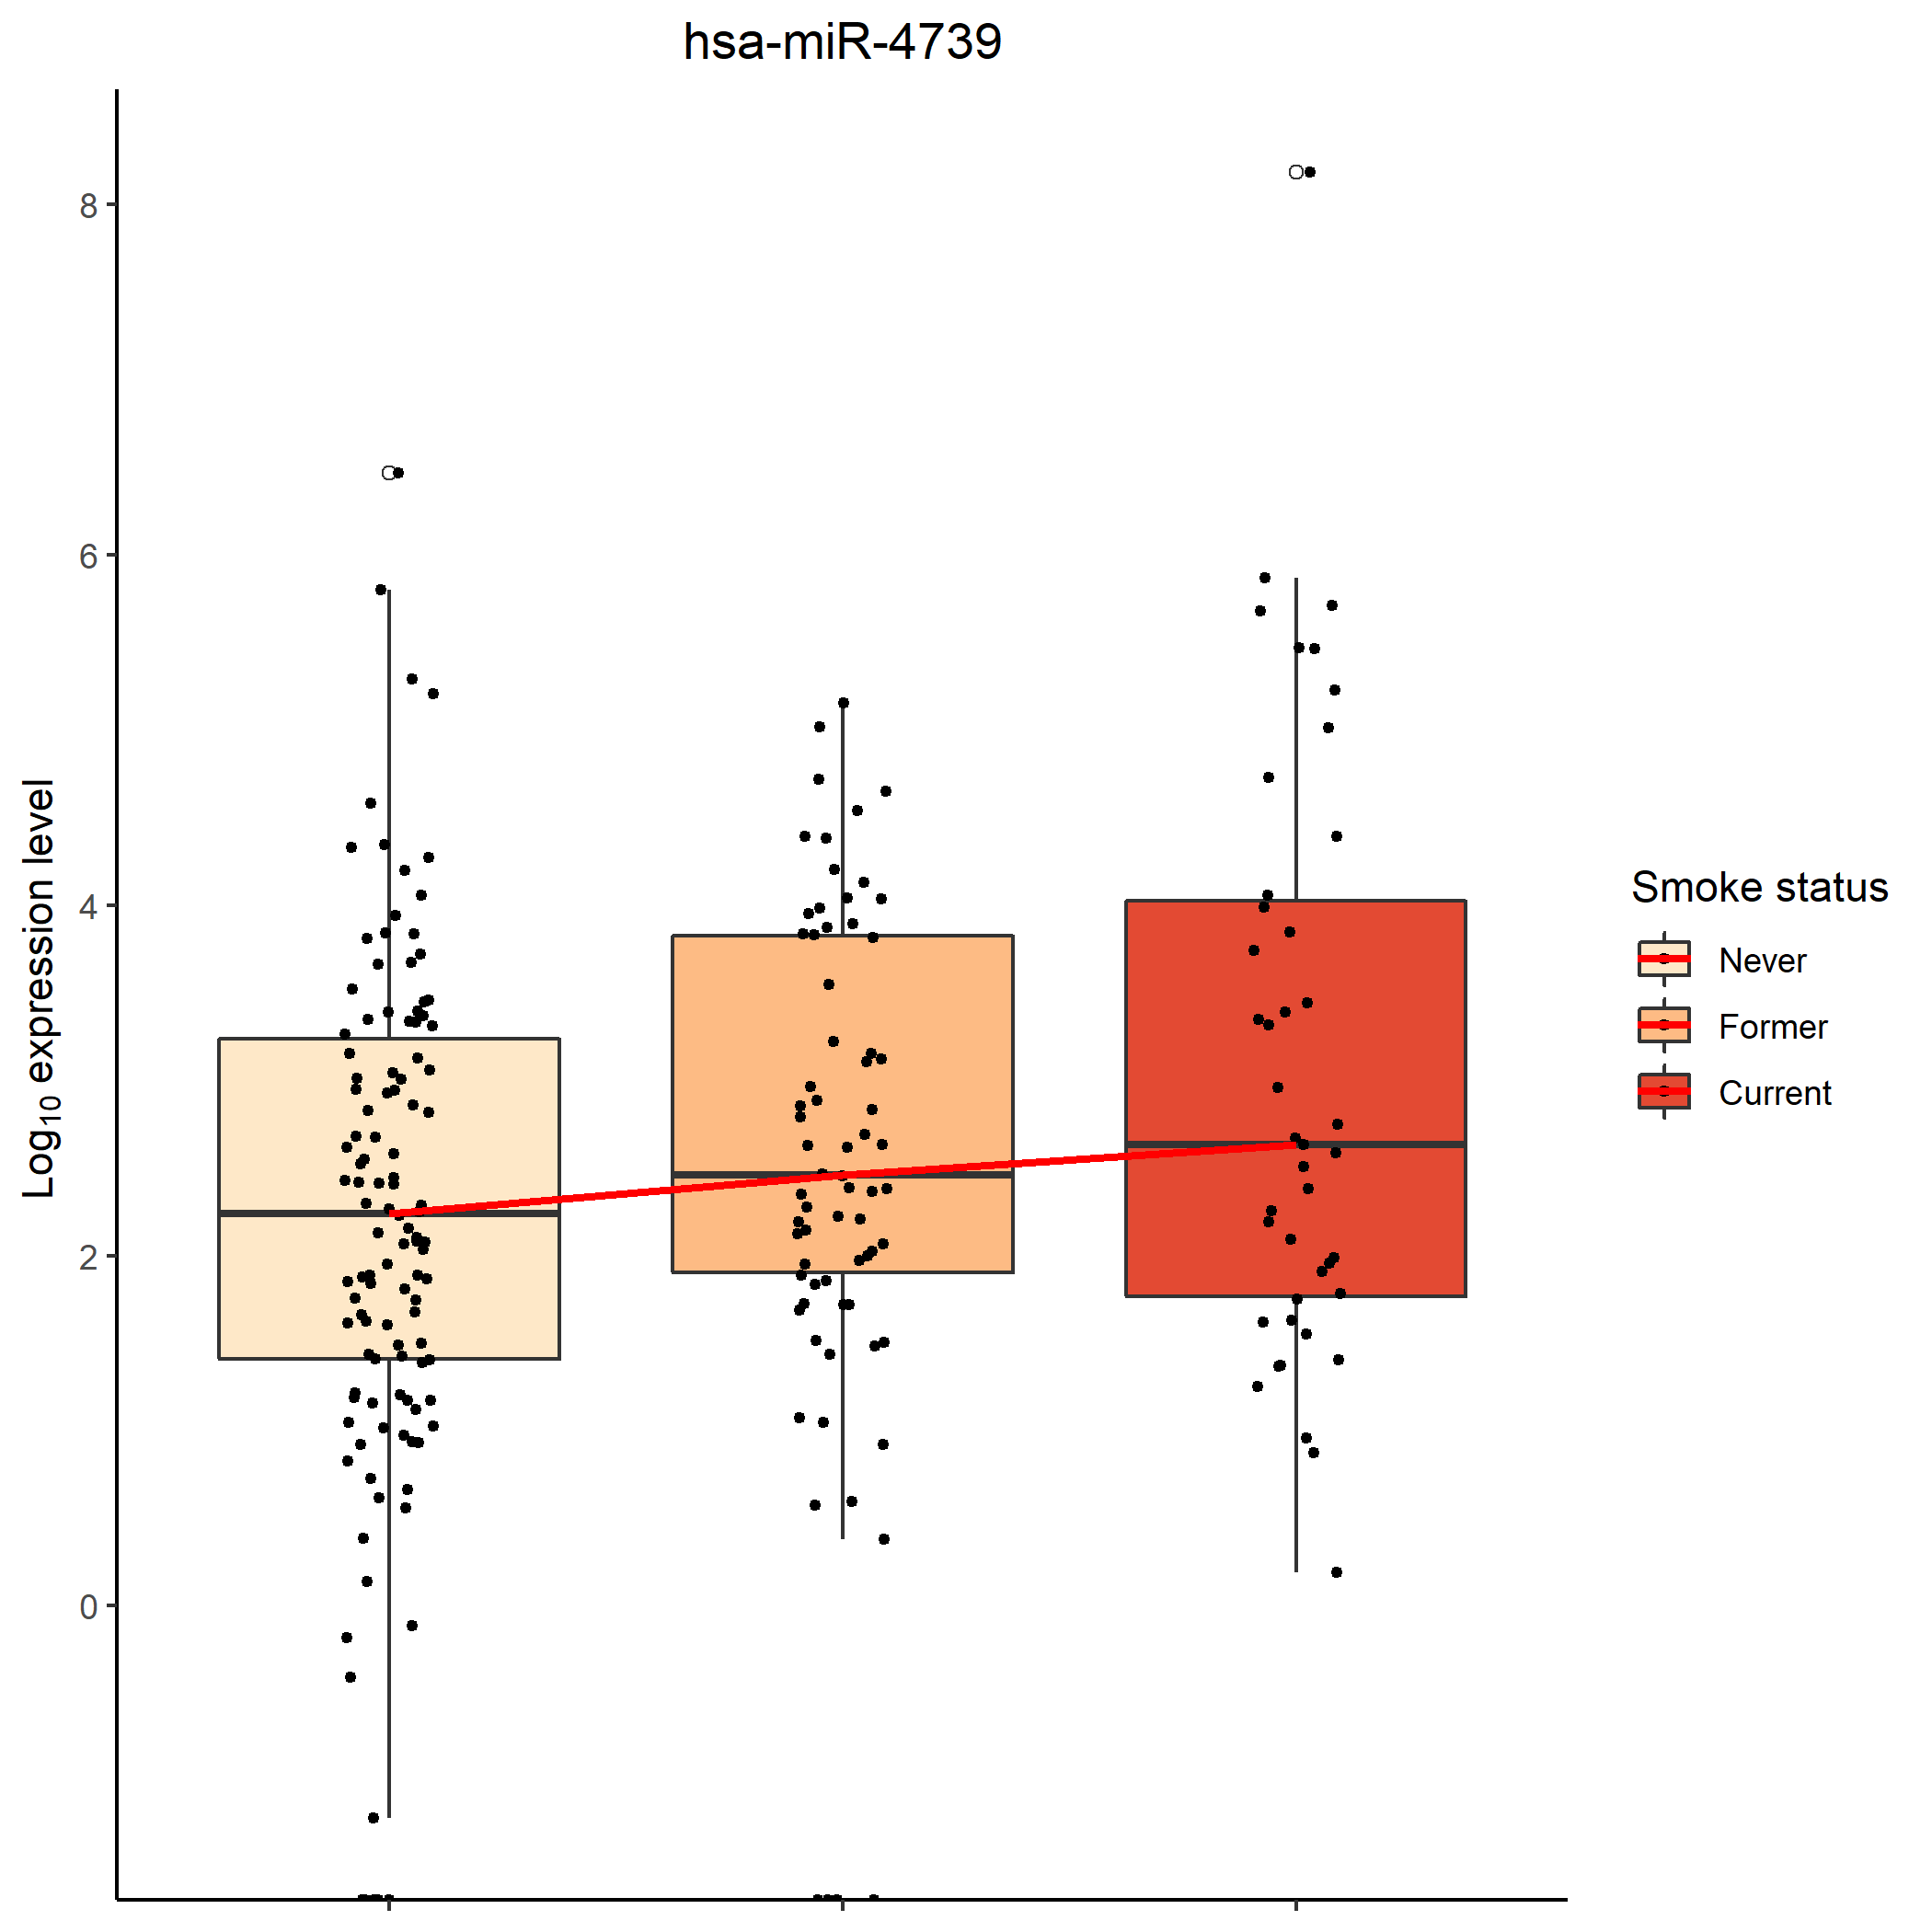 hsa-miR-4739
8
6
4
2
0
Log₁₀ expression level
Smoke status
Never
Former
Current